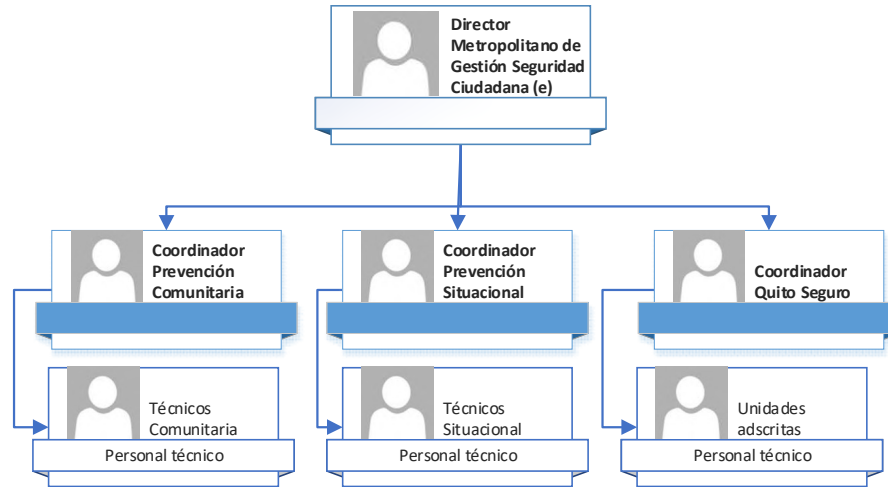 Director
Metropolitano de
Gestión Seguridad
Ciudadana (e)
Coordinador
Prevención
Comunitaria
Coordinador
Prevención
Situacional
Coordinador
Quito Seguro
Técnicos
Comunitaria
Personal técnico
Técnicos
Situacional
Personal técnico
Unidades
adscritas
Personal técnico